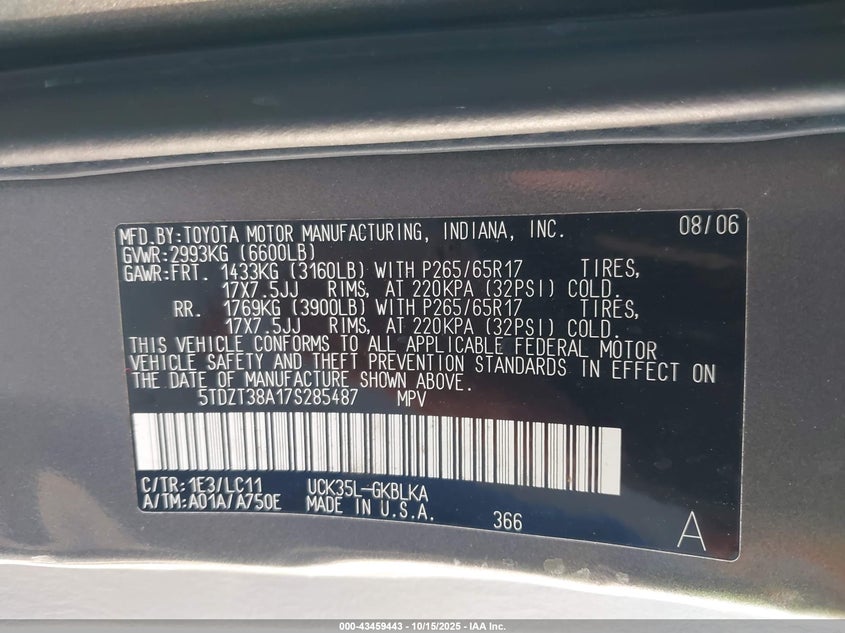 MFD.BY:TOYOTA MOTOR MANUFACTURING, INDIANA, INC. 08/06
GVWR:2993KG (6600LB)
GAWR:FRT. 1433KG (3160LB) WITH P265/65R17 TIRES,
17X7.5JJ RIMS, AT 220KPA (32PSI) COLD.
RR. 1769KG (3900LB) WITH P265/65R17 TIRES,
17X7.5JJ RIMS, AT 220KPA (32PSI) COLD.
THIS VEHICLE CONFORMS TO ALL APPLICABLE FEDERAL MOTOR
VEHICLE SAFETY AND THEFT PREVENTION STANDARDS IN EFFECT ON
THE DATE OF MANUFACTURE SHOWN ABOVE.
5TDZT38A17S285487 MPV
C/TR:1E3/LC11 UCK35L-GKBLKA
A/TM:A01A/A750E MADE IN U.S.A. 366 A
000-43459443 - 10/15/2025 - IAA Inc.